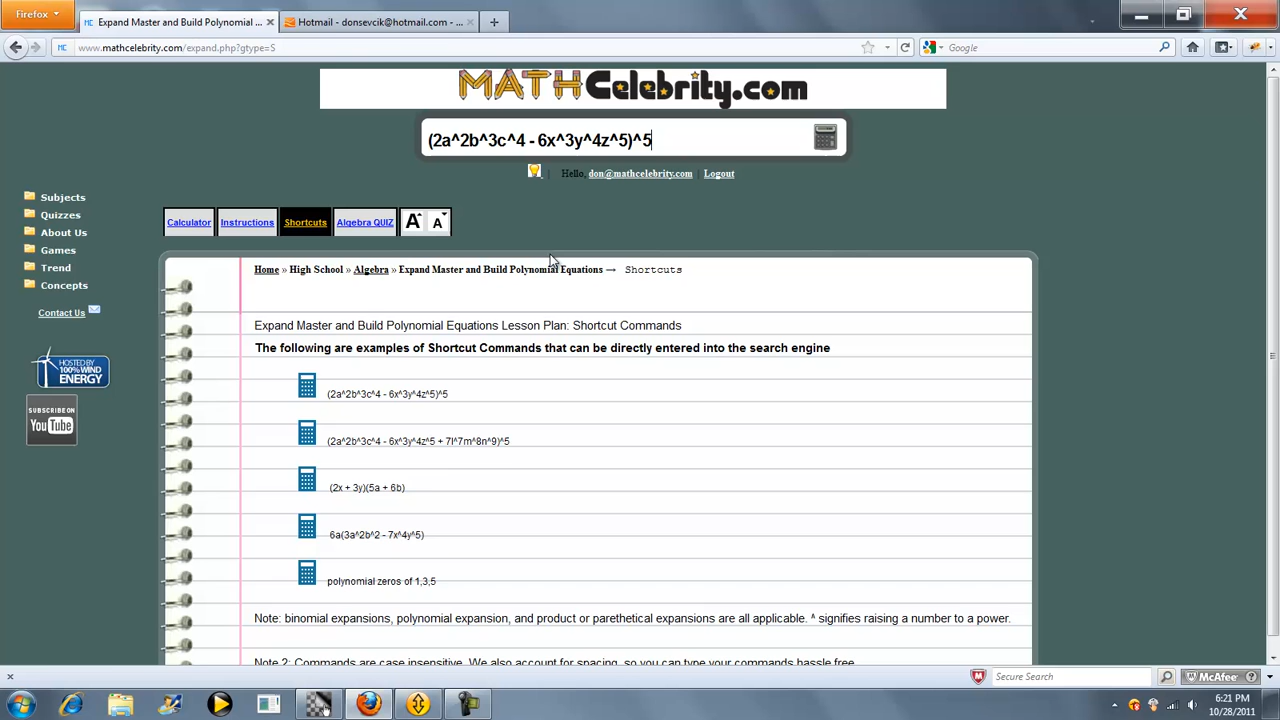 Firefox
Expand Master and Build Polynomial ...
Hotmail - donsevcik@hotmail.com - ...
www.mathcelebrity.com/expand.php?gtype=S
Google
MATHCelebrity.com
(2a^2b^3c^4 - 6x^3y^4z^5)^5
Hello, don@mathcelebrity.com
Logout
Subjects
Quizzes
About Us
Games
Trend
Concepts
Contact Us
HOSTED BY
100% WIND
ENERGY
SUBSCRIBE ON
You Tube
Calculator
Instructions
Shortcuts
Algebra QUIZ
A A
Home » High School » Algebra » Expand Master and Build Polynomial Equations → Shortcuts
Expand Master and Build Polynomial Equations Lesson Plan: Shortcut Commands
The following are examples of Shortcut Commands that can be directly entered into the search engine
(2a^2b^3c^4 - 6x^3y^4z^5)^5
(2a^2b^3c^4 - 6x^3y^4z^5 + 7l^7m^8n^9)^5
(2x + 3y)(5a + 6b)
6a(3a^2b^2 - 7x^4y^5)
polynomial zeros of 1,3,5
Note: binomial expansions, polynomial expansion, and product or parethetical expansions are all applicable. ^ signifies raising a number to a power.
Note 2: Commands are case insensitive. We also account for spacing, so you can type your commands hassle free.
Secure Search
McAfee
6:21 PM
10/28/2011